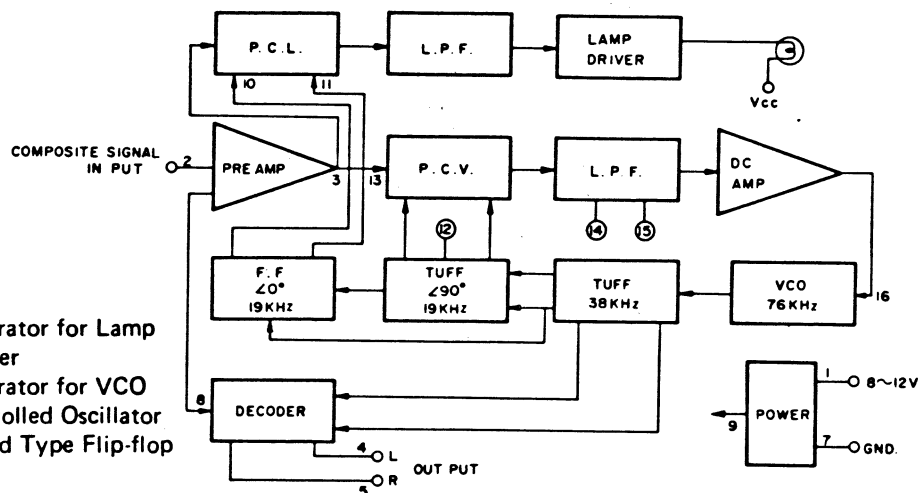 P.C.L.
L.P.F.
LAMP
DRIVER
10
11
Vcc
COMPOSITE SIGNAL
IN PUT
2
PRE AMP
3
13
P.C.V.
L.P.F.
DC
AMP
12
14
15
F.F
∠0°
19KHz
TUFF
∠90°
19KHz
TUFF
38KHz
VCO
76KHz
16
rator for Lamp
er
rator for VCO
olled Oscillator
d Type Flip-flop
8
DECODER
4
L
5
R
OUT PUT
POWER
1
8~12V
9
7
GND.